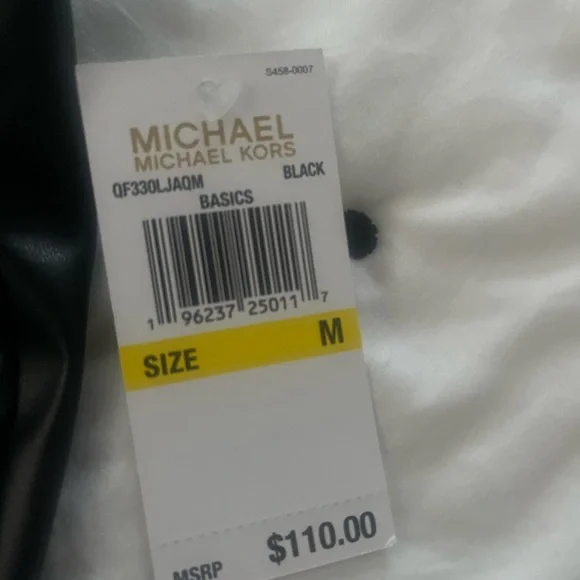 S458-0007
MICHAEL
MICHAEL KORS
QF330LJAQM BLACK
BASICS
1 96237 25011 7
SIZE M
MSRP $110.00